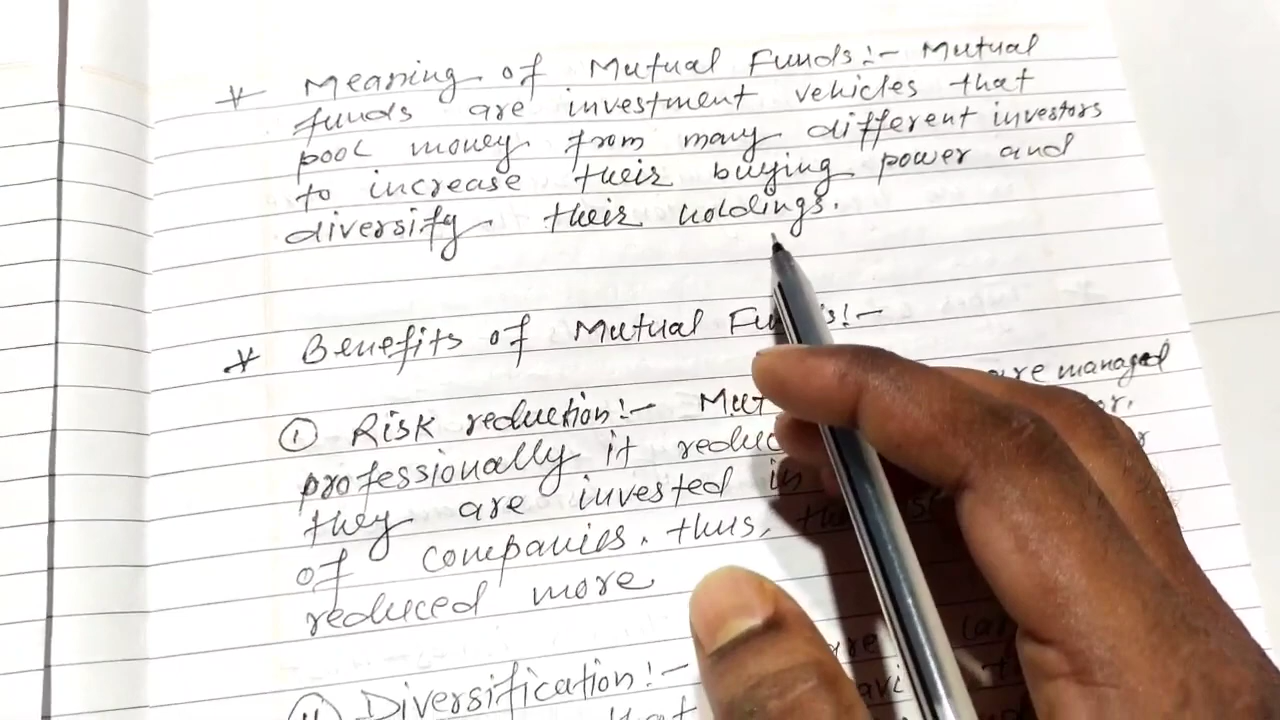 Meaning of Mutual Funds:- Mutual
funds are investment vehicles that
pool money from many different investors
to increase their buying power and
diversify their holdings.
Benefits of Mutual
① Risk reduction:- are managed
professionally it
they are invested in
of companies. thus,
reduced more
Diversification:-